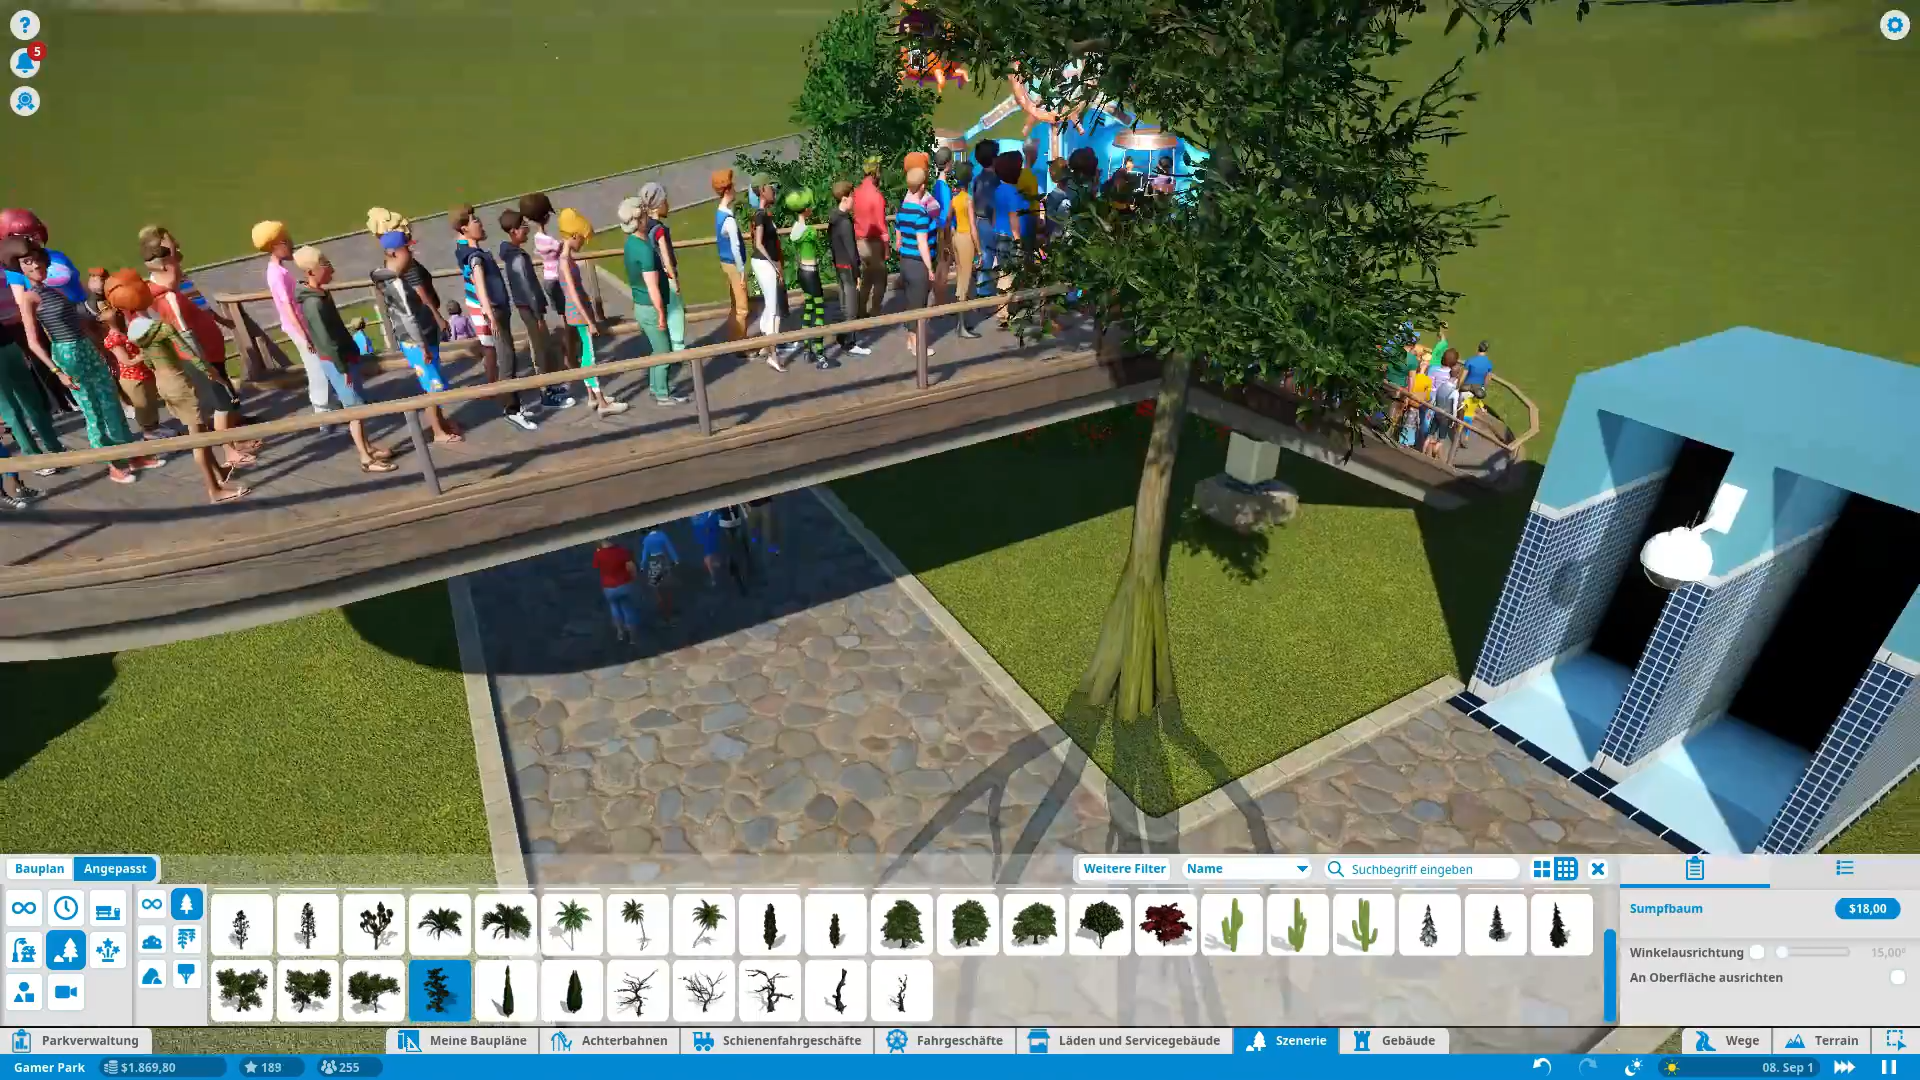 ?
5
Bauplan
Angepasst
Weitere Filter
Name
Suchbegriff eingeben
Sumpfbaum
$18,00
Winkelausrichtung
15,00°
An Oberfläche ausrichten
Parkverwaltung
Meine Baupläne
Achterbahnen
Schienenfahrgeschäfte
Fahrgeschäfte
Läden und Servicegebäude
Szenerie
Gebäude
Wege
Terrain
Gamer Park
$1.869,80
189
255
08. Sep 1